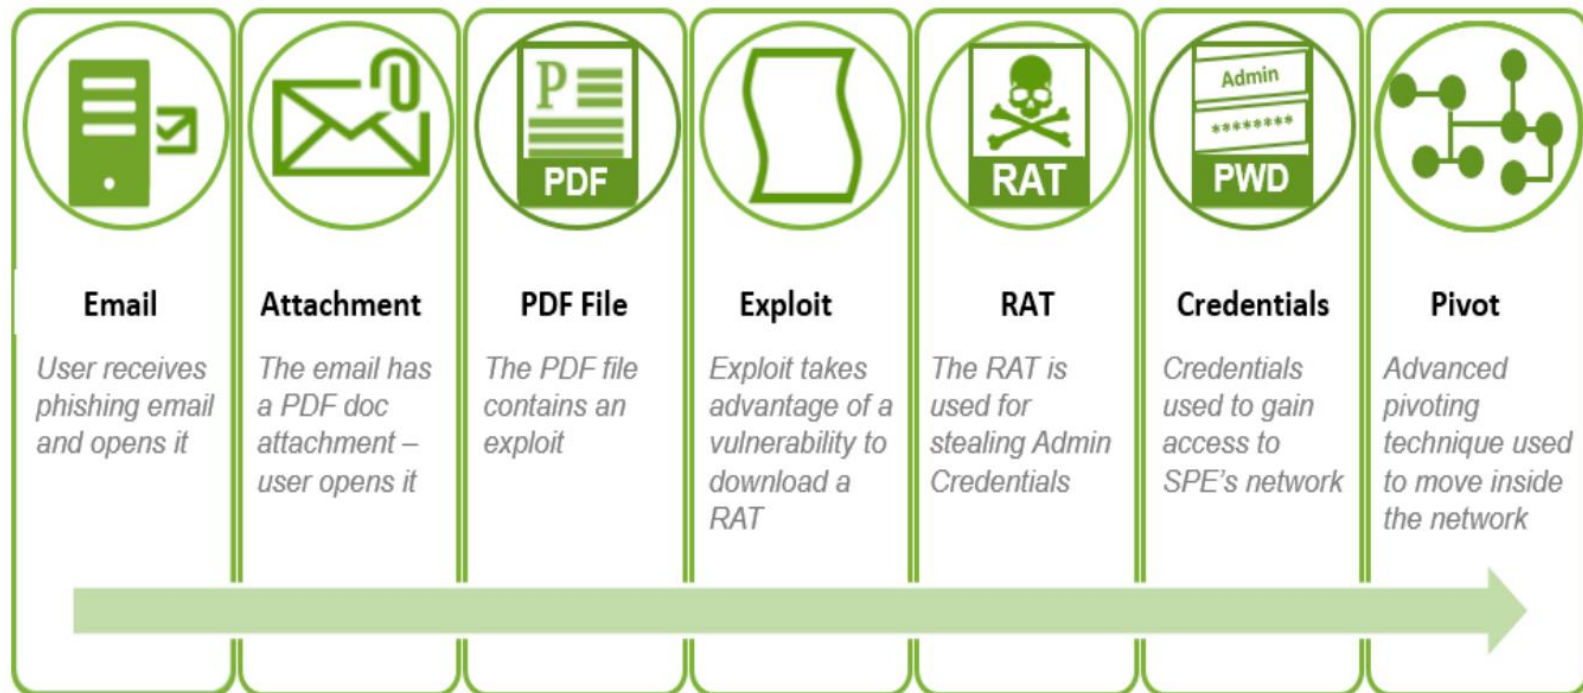 P
PDF
RAT
Admin
********
PWD
Email
User receives
phishing email
and opens it
Attachment
The email has
a PDF doc
attachment –
user opens it
PDF File
The PDF file
contains an
exploit
Exploit
Exploit takes
advantage of a
vulnerability to
download a
RAT
RAT
The RAT is
used for
stealing Admin
Credentials
Credentials
Credentials
used to gain
access to
SPE's network
Pivot
Advanced
pivoting
technique used
to move inside
the network